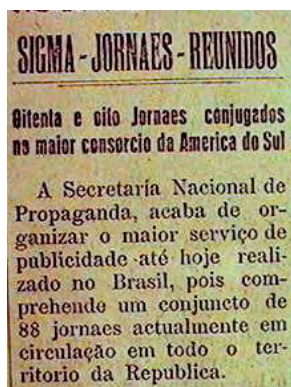 SIGMA - JORNAES - REUNIDOS
Oitenta e oito Jornaes conjugados
no maior consorcio da America do Sul
A Secretaria Nacional de
Propaganda, acaba de or-
ganizar o maior serviço de
publicidade até hoje reali-
zado no Brasil, pois com-
prehende um conjuncto de
88 jornaes actualmente em
circulação em todo o ter-
ritorio da Republica.